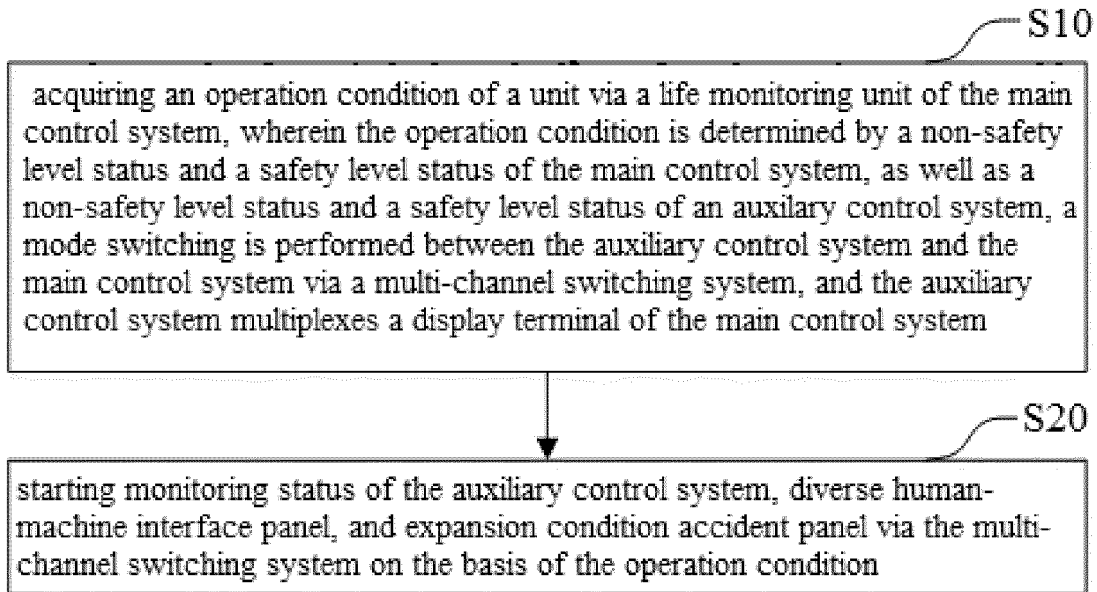 S10
acquiring an operation condition of a unit via a life monitoring unit of the main
control system, wherein the operation condition is determined by a non-safety
level status and a safety level status of the main control system, as well as a
non-safety level status and a safety level status of an auxilary control system, a
mode switching is performed between the auxiliary control system and the
main control system via a multi-channel switching system, and the auxiliary
control system multiplexes a display terminal of the main control system
S20
starting monitoring status of the auxiliary control system, diverse human-
machine interface panel, and expansion condition accident panel via the multi-
channel switching system on the basis of the operation condition